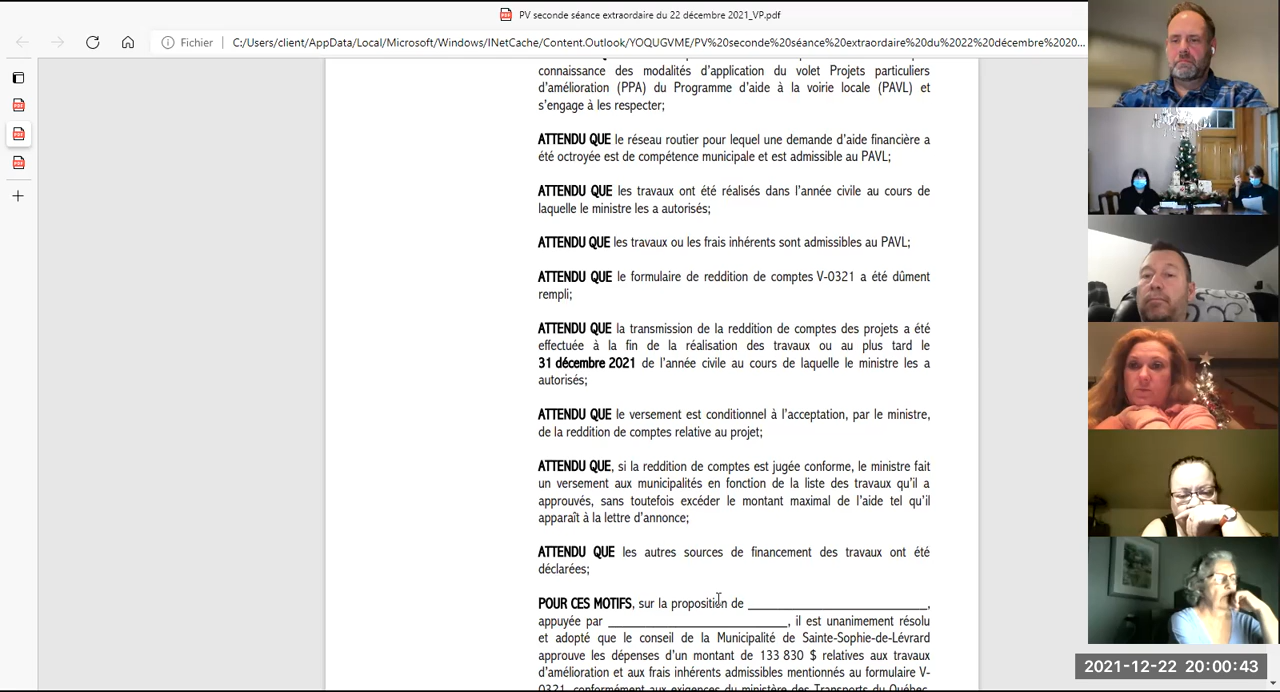 PV seconde séance extraordaire du 22 décembre 2021_VP.pdf
Fichier
C:/Users/client/AppData/Local/Microsoft/Windows/INetCache/Content.Outlook/YOQUGVME/PV%20seconde%20séance%20extraordinaire%20du%2022%20décembre%2020...
connaissance des modalités d'application du volet Projets particuliers
d'amélioration (PPA) du Programme d'aide à la voirie locale (PAVL) et
s'engage à les respecter;
ATTENDU QUE le réseau routier pour lequel une demande d'aide financière a
été octroyée est de compétence municipale et est admissible au PAVL;
ATTENDU QUE les travaux ont été réalisés dans l'année civile au cours de
laquelle le ministre les a autorisés;
ATTENDU QUE les travaux ou les frais inhérents sont admissibles au PAVL;
ATTENDU QUE le formulaire de reddition de comptes V-0321 a été dûment
rempli;
ATTENDU QUE la transmission de la reddition de comptes des projets a été
effectuée à la fin de la réalisation des travaux ou au plus tard le
31 décembre 2021 de l'année civile au cours de laquelle le ministre les a
autorisés;
ATTENDU QUE le versement est conditionnel à l'acceptation, par le ministre,
de la reddition de comptes relative au projet;
ATTENDU QUE, si la reddition de comptes est jugée conforme, le ministre fait
un versement aux municipalités en fonction de la liste des travaux qu'il a
approuvés, sans toutefois excéder le montant maximal de l'aide tel qu'il
apparaît à la lettre d'annonce;
ATTENDU QUE les autres sources de financement des travaux ont été
déclarées;
POUR CES MOTIFS, sur la proposition de ____________________________,
appuyée par ____________________________, il est unanimement résolu
et adopté que le conseil de la Municipalité de Sainte-Sophie-de-Lévrard
approuve les dépenses d'un montant de 133 830 $ relatives aux travaux
d'amélioration et aux frais inhérents admissibles mentionnés au formulaire V-
0321, conformément aux exigences du ministère des Transports du Québec,
2021-12-22 20:00:43